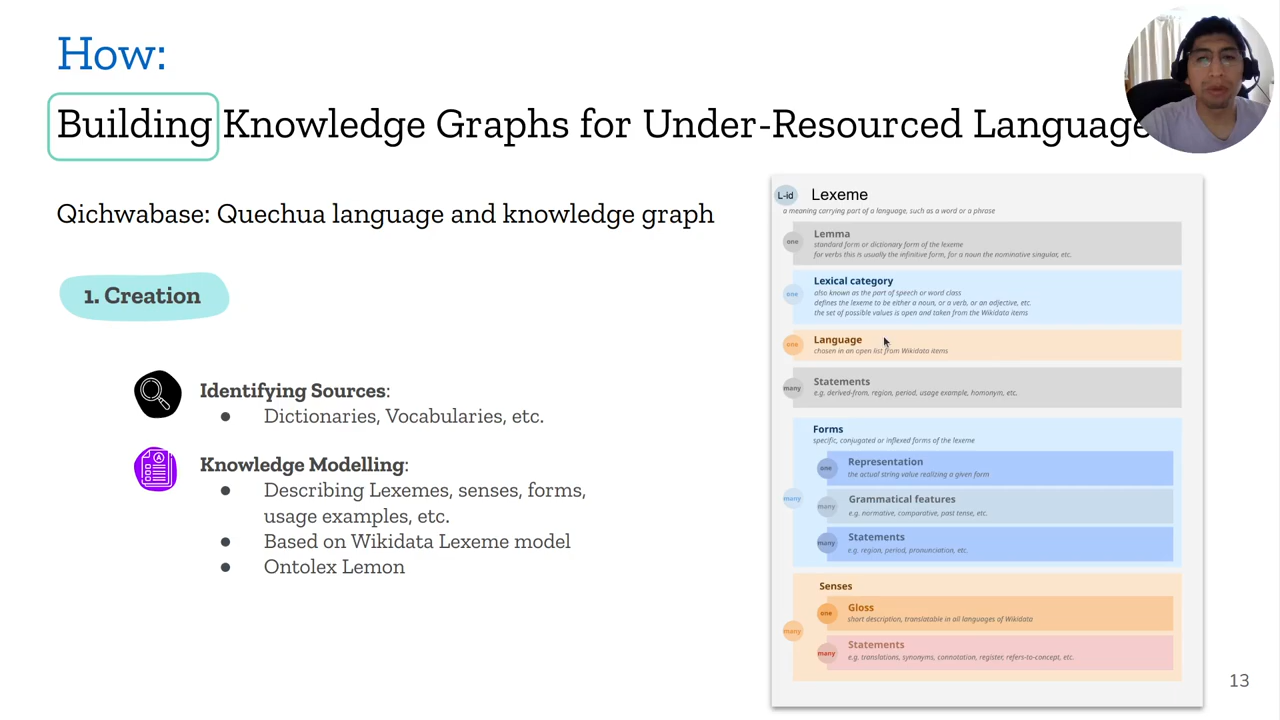 How:
Building Knowledge Graphs for Under-Resourced Language
Qichwabase: Quechua language and knowledge graph
1. Creation
Identifying Sources:
● Dictionaries, Vocabularies, etc.
Knowledge Modelling:
● Describing Lexemes, senses, forms,
usage examples, etc.
● Based on Wikidata Lexeme model
● Ontolex Lemon
L-id Lexeme
a meaning carrying part of a language, such as a word or a phrase
one Lemma
standard form or dictionary form of the lexeme
for verbs this is usually the infinitive form, for a noun the nominative singular, etc.
one Lexical category
also known as the part of speech or word class
defines the lexeme to be either a noun, or a verb, or an adjective, etc.
the set of possible values is open and taken from the Wikidata items
one Language
chosen in an open list from Wikidata items
many Statements
e.g. derived-from, region, period, usage example, homonym, etc.
many Forms
specific, conjugated or inflexed forms of the lexeme
one Representation
the actual string value realizing a given form
many Grammatical features
e.g. normative, comparative, past tense, etc.
many Statements
e.g. region, period, pronunciation, etc.
many Senses
one Gloss
short description, translatable in all languages of Wikidata
many Statements
e.g. translations, synonyms, connotation, register, refers-to-concept, etc.
13